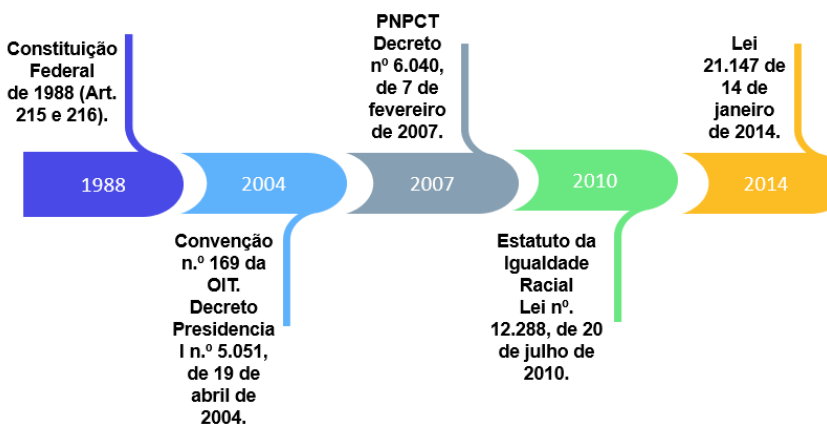 Constituição
Federal
de 1988 (Art.
215 e 216).
1988
Convenção
n.º 169 da
OIT.
Decreto
Presidencia
l n.º 5.051,
de 19 de
abril de
2004.
2004
PNPCT
Decreto
nº 6.040,
de 7 de
fevereiro
de 2007.
2007
Estatuto da
Igualdade
Racial
Lei nº.
12.288, de 20
de julho de
2010.
2010
Lei
21.147 de
14 de
janeiro
de 2014.
2014